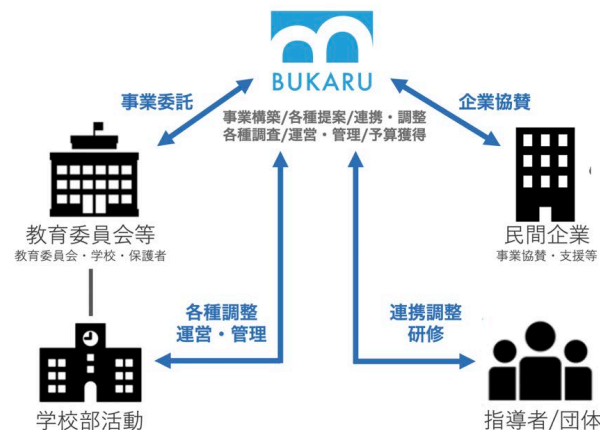 BUKARU
事業委託
企業協賛
事業構築/各種提案/連携・調整
各種調査/運営・管理/予算獲得
教育委員会等
教育委員会・学校・保護者
民間企業
事業協賛・支援等
各種調整
運営・管理
連携調整
研修
学校部活動
指導者/団体